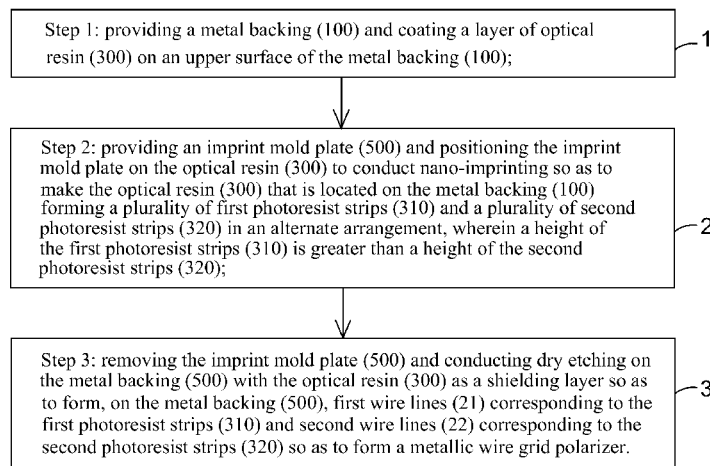 Step 1: providing a metal backing (100) and coating a layer of optical
resin (300) on an upper surface of the metal backing (100);
1
Step 2: providing an imprint mold plate (500) and positioning the imprint
mold plate on the optical resin (300) to conduct nano-imprinting so as to
make the optical resin (300) that is located on the metal backing (100)
forming a plurality of first photoresist strips (310) and a plurality of second
photoresist strips (320) in an alternate arrangement, wherein a height of
the first photoresist strips (310) is greater than a height of the second
photoresist strips (320);
2
Step 3: removing the imprint mold plate (500) and conducting dry etching on
the metal backing (500) with the optical resin (300) as a shielding layer so as
to form, on the metal backing (500), first wire lines (21) corresponding to the
first photoresist strips (310) and second wire lines (22) corresponding to the
second photoresist strips (320) so as to form a metallic wire grid polarizer.
3